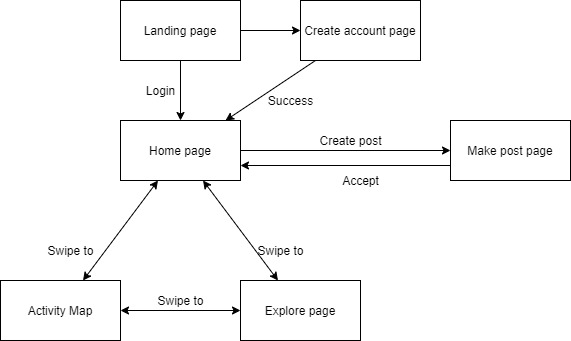 Landing page
Create account page
Login
Success
Home page
Create post
Make post page
Accept
Swipe to
Swipe to
Activity Map
Swipe to
Explore page